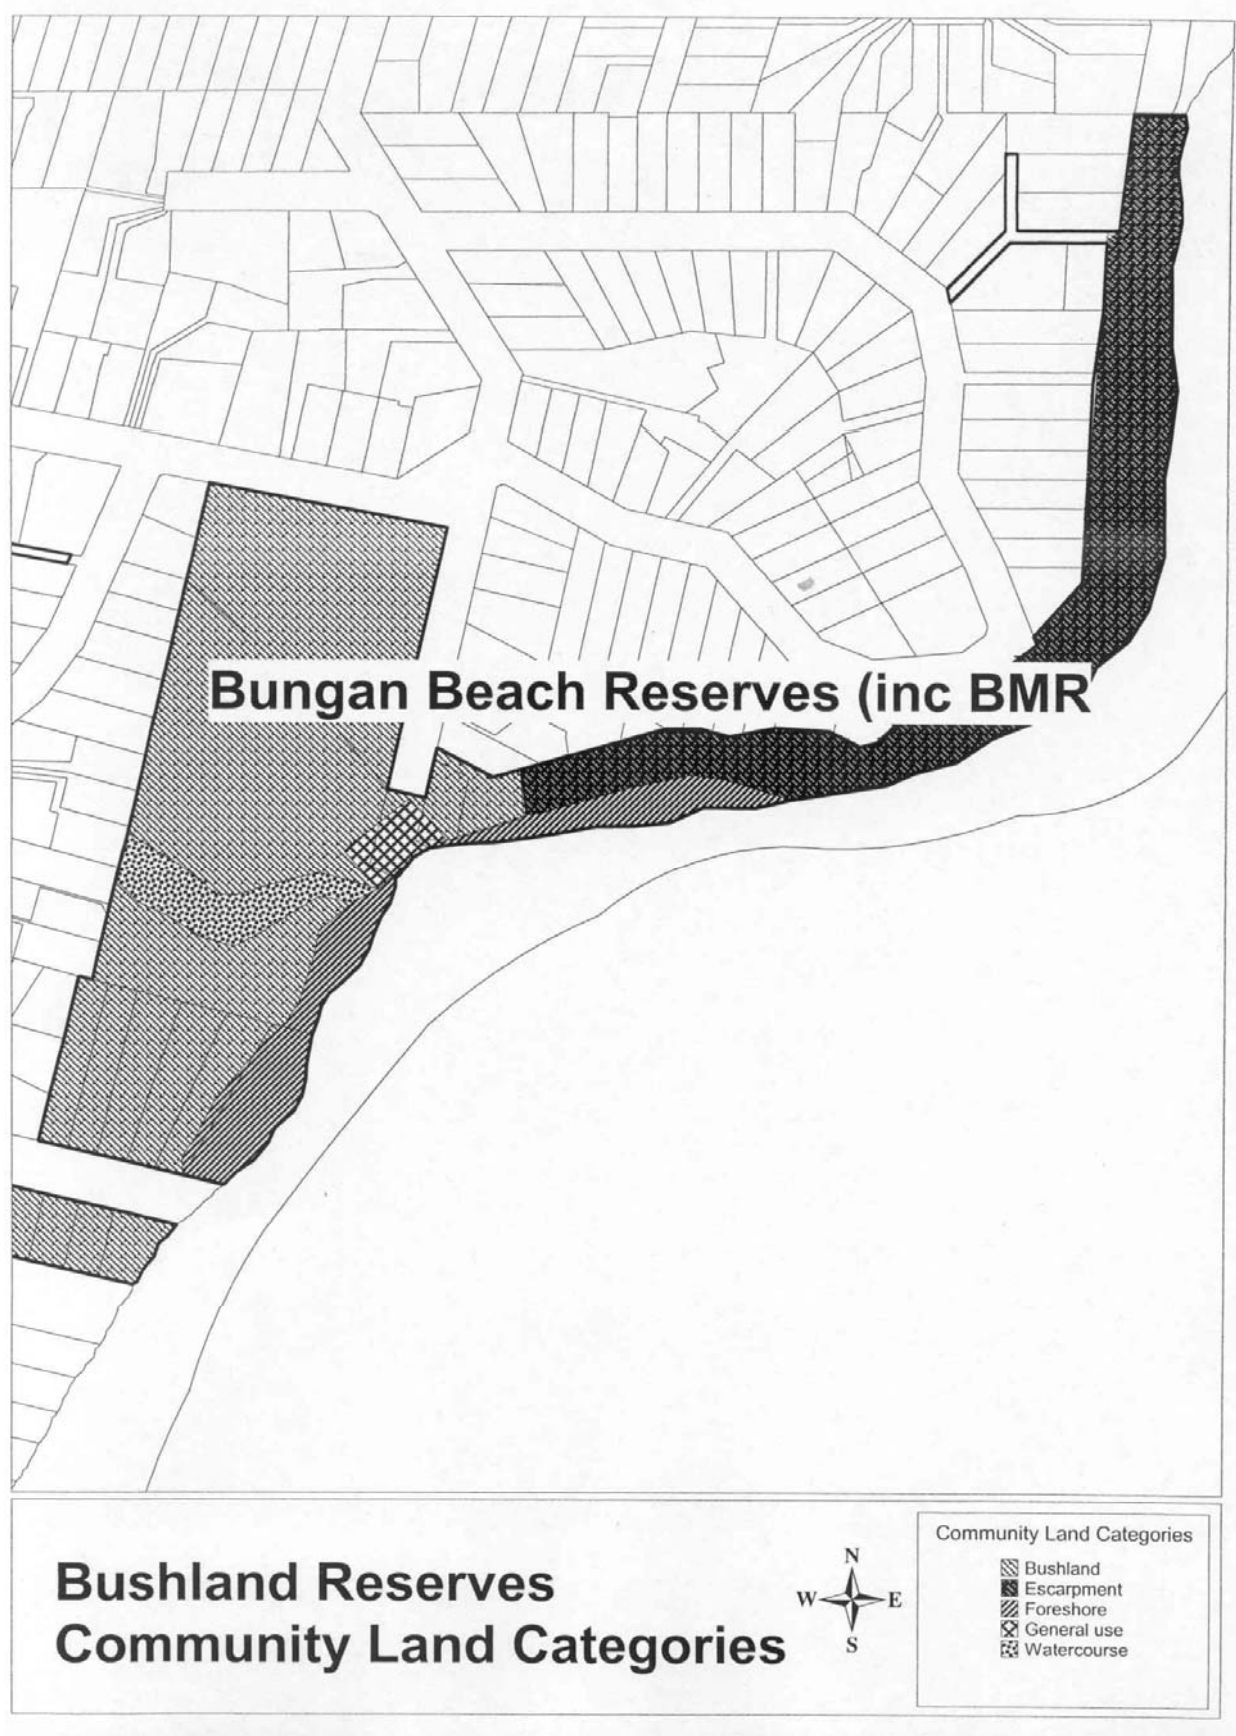 Bungan Beach Reserves (inc BMR
Bushland Reserves
Community Land Categories
N
W E
S
Community Land Categories
Bushland
Escarpment
Foreshore
General use
Watercourse